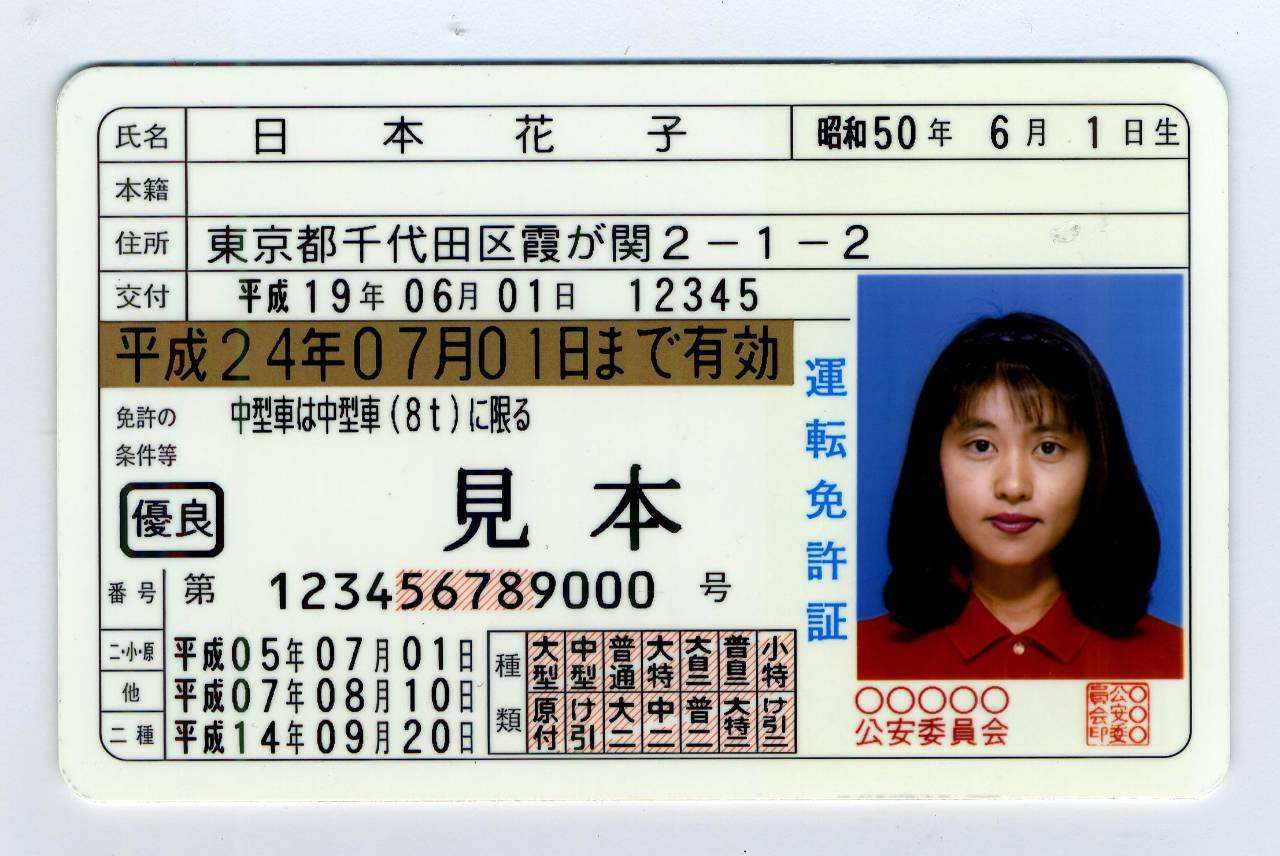 氏名 日本花子 昭和50年 6月 1日生
本籍
住所 東京都千代田区霞が関2-1-2
交付 平成19年06月01日 12345
平成24年07月01日まで有効
免許の
条件等
中型車は中型車(8t)に限る
優良
見本
番号 第 123456789000 号
二・小・原 平成05年07月01日
他 平成07年08月10日
二種 平成14年09月20日
種類
大型 中型 普通 大特 大自二 普自二 小特
原付 け引 大二 中二 普二 大特二 け引二
運転免許証
○○○○○
公安委員会
○○○公安委員会印